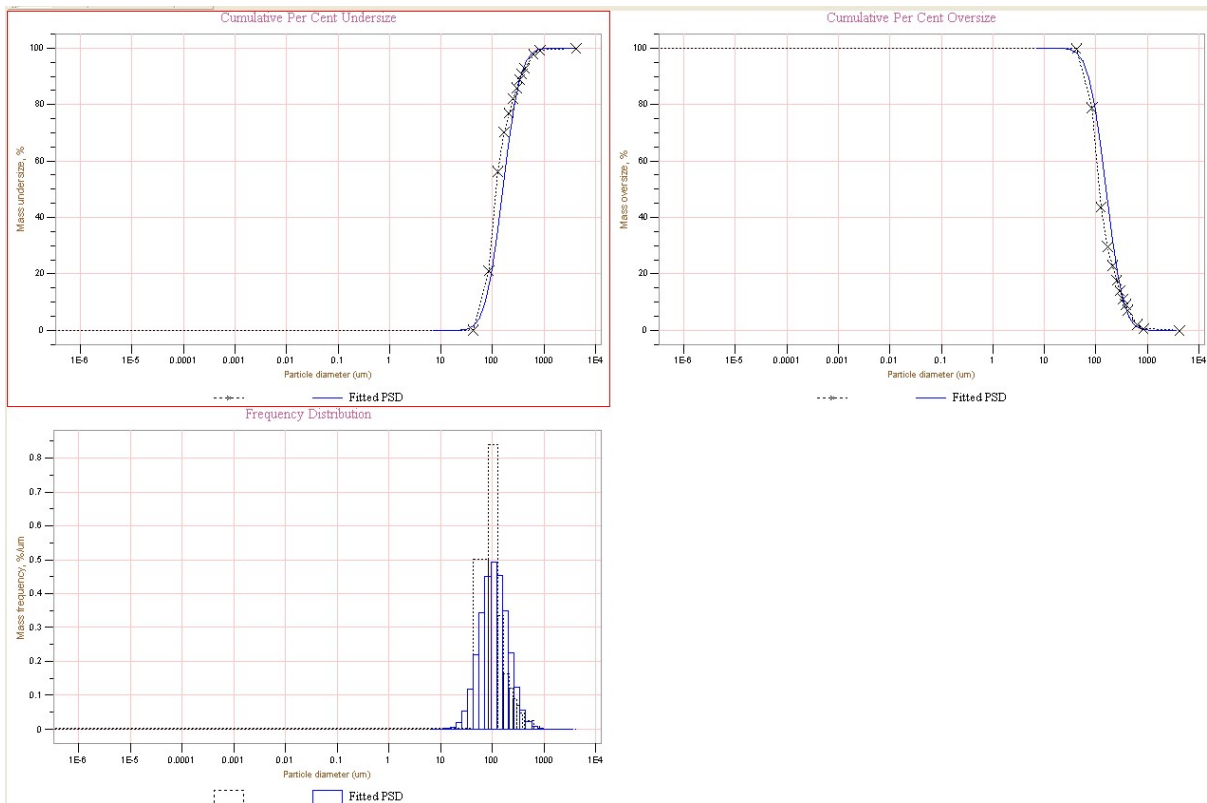 Cumulative Per Cent Undersize
100
80
60
40
20
0
Mass undersize, %
1E-6 1E-5 0.0001 0.001 0.01 0.1 1 10 100 1000 1E4
Particle diameter (um)
Fitted PSD
Cumulative Per Cent Oversize
100
80
60
40
20
0
Mass oversize, %
1E-6 1E-5 0.0001 0.001 0.01 0.1 1 10 100 1000 1E4
Particle diameter (um)
Fitted PSD
Frequency Distribution
0.8
0.7
0.6
0.5
0.4
0.3
0.2
0.1
0
Mass frequency, %/um
1E-6 1E-5 0.0001 0.001 0.01 0.1 1 10 100 1000 1E4
Particle diameter (um)
Fitted PSD